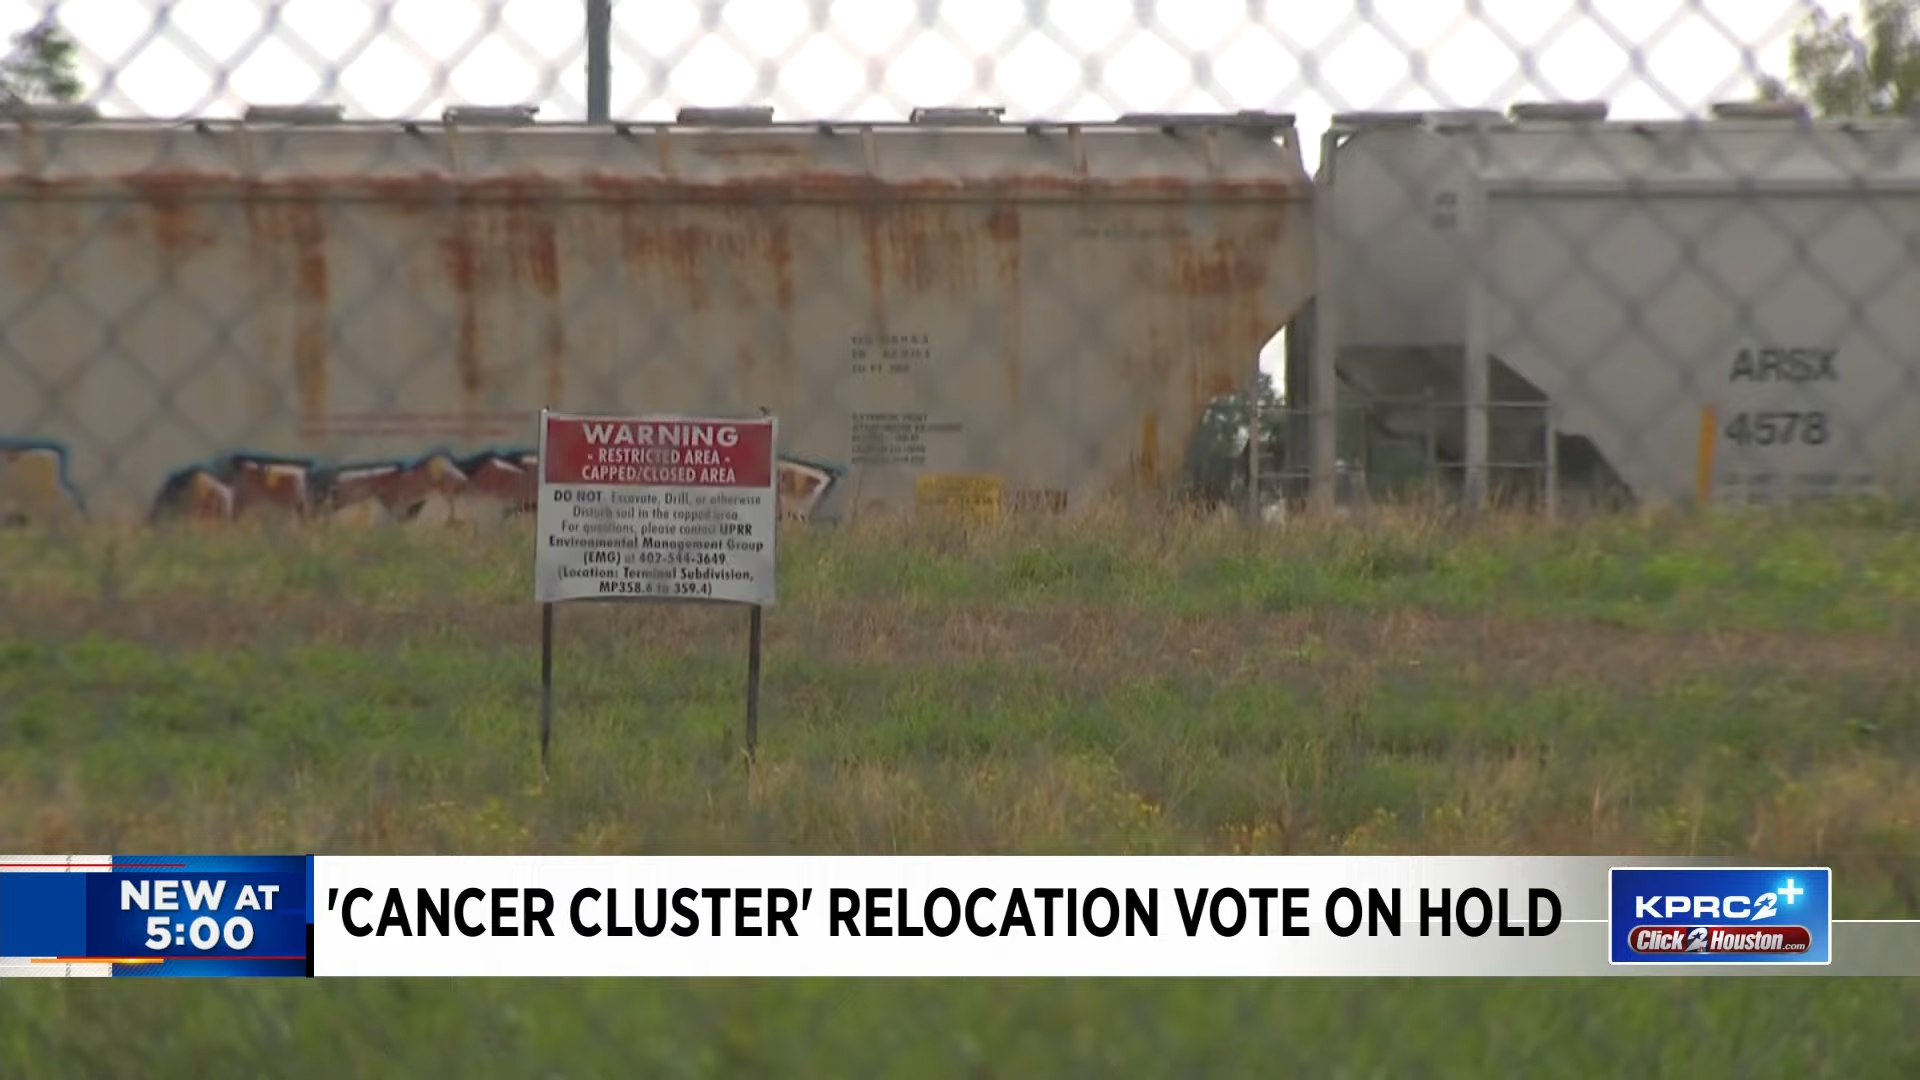 ARSX
4578
WARNING
- RESTRICTED AREA -
CAPPED/CLOSED AREA
DO NOT. Excavate, Drill, or otherwise
Disturb soil in the capped area.
For questions, please contact UPRR
Environmental Management Group
(EMG) at 402-544-3649
(Location: Terminal Subdivision,
MP358.6 to 359.4)
NEW AT
5:00
'CANCER CLUSTER' RELOCATION VOTE ON HOLD
KPRC2+
Click2Houston.com